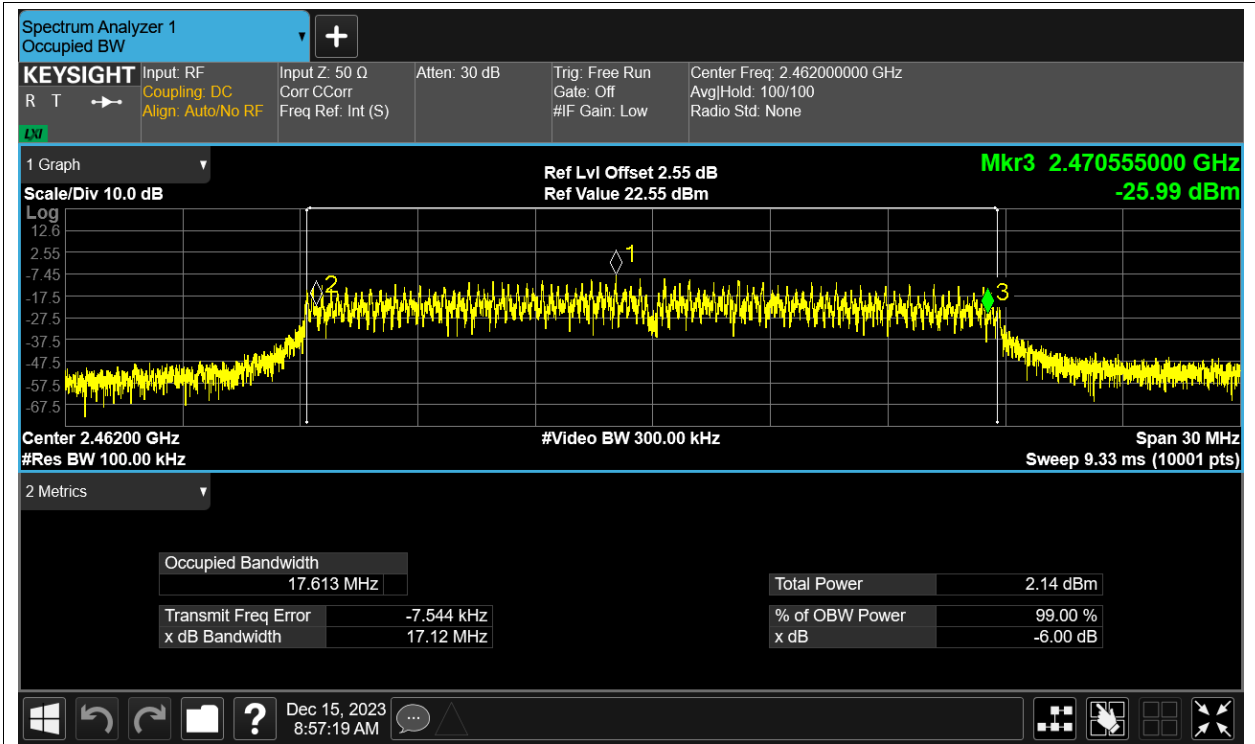 Spectrum Analyzer 1
Occupied BW
KEYSIGHT
R T
LXI
Input: RF
Coupling: DC
Align: Auto/No RF
Input Z: 50 Ω
Corr CCorr
Freq Ref: Int (S)
Atten: 30 dB
Trig: Free Run
Gate: Off
#IF Gain: Low
Center Freq: 2.462000000 GHz
Avg|Hold: 100/100
Radio Std: None
1 Graph
Scale/Div 10.0 dB
Ref Lvl Offset 2.55 dB
Ref Value 22.55 dBm
Mkr3 2.470555000 GHz
-25.99 dBm
Log
12.6
2.55
-7.45
-17.5
-27.5
-37.5
-47.5
-57.5
-67.5
1
2
3
Center 2.46200 GHz
#Video BW 300.00 kHz
Span 30 MHz
#Res BW 100.00 kHz
Sweep 9.33 ms (10001 pts)
2 Metrics
Occupied Bandwidth
17.613 MHz
Total Power 2.14 dBm
Transmit Freq Error -7.544 kHz
% of OBW Power 99.00 %
x dB Bandwidth 17.12 MHz
x dB -6.00 dB
?
Dec 15, 2023
8:57:19 AM